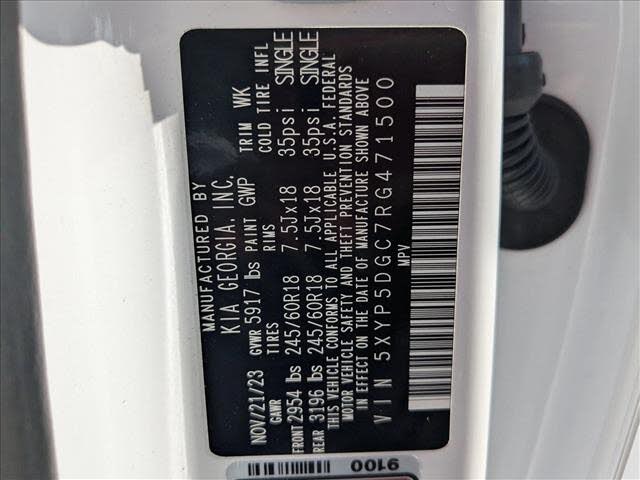 MANUFACTURED BY
KIA GEORGIA, INC.
NOV/21/23 GVWR 5917 lbs PAINT GWP TRIM WK
GAWR TIRES RIMS COLD TIRE INFL
FRONT 2954 lbs 245/60R18 7.5Jx18 35psi SINGLE
REAR 3196 lbs 245/60R18 7.5Jx18 35psi SINGLE
THIS VEHICLE CONFORMS TO ALL APPLICABLE U.S.A. FEDERAL
MOTOR VEHICLE SAFETY AND THEFT PREVENTION STANDARDS
IN EFFECT ON THE DATE OF MANUFACTURE SHOWN ABOVE
VIN 5XYP5DGC7RG471500
MPV
9100